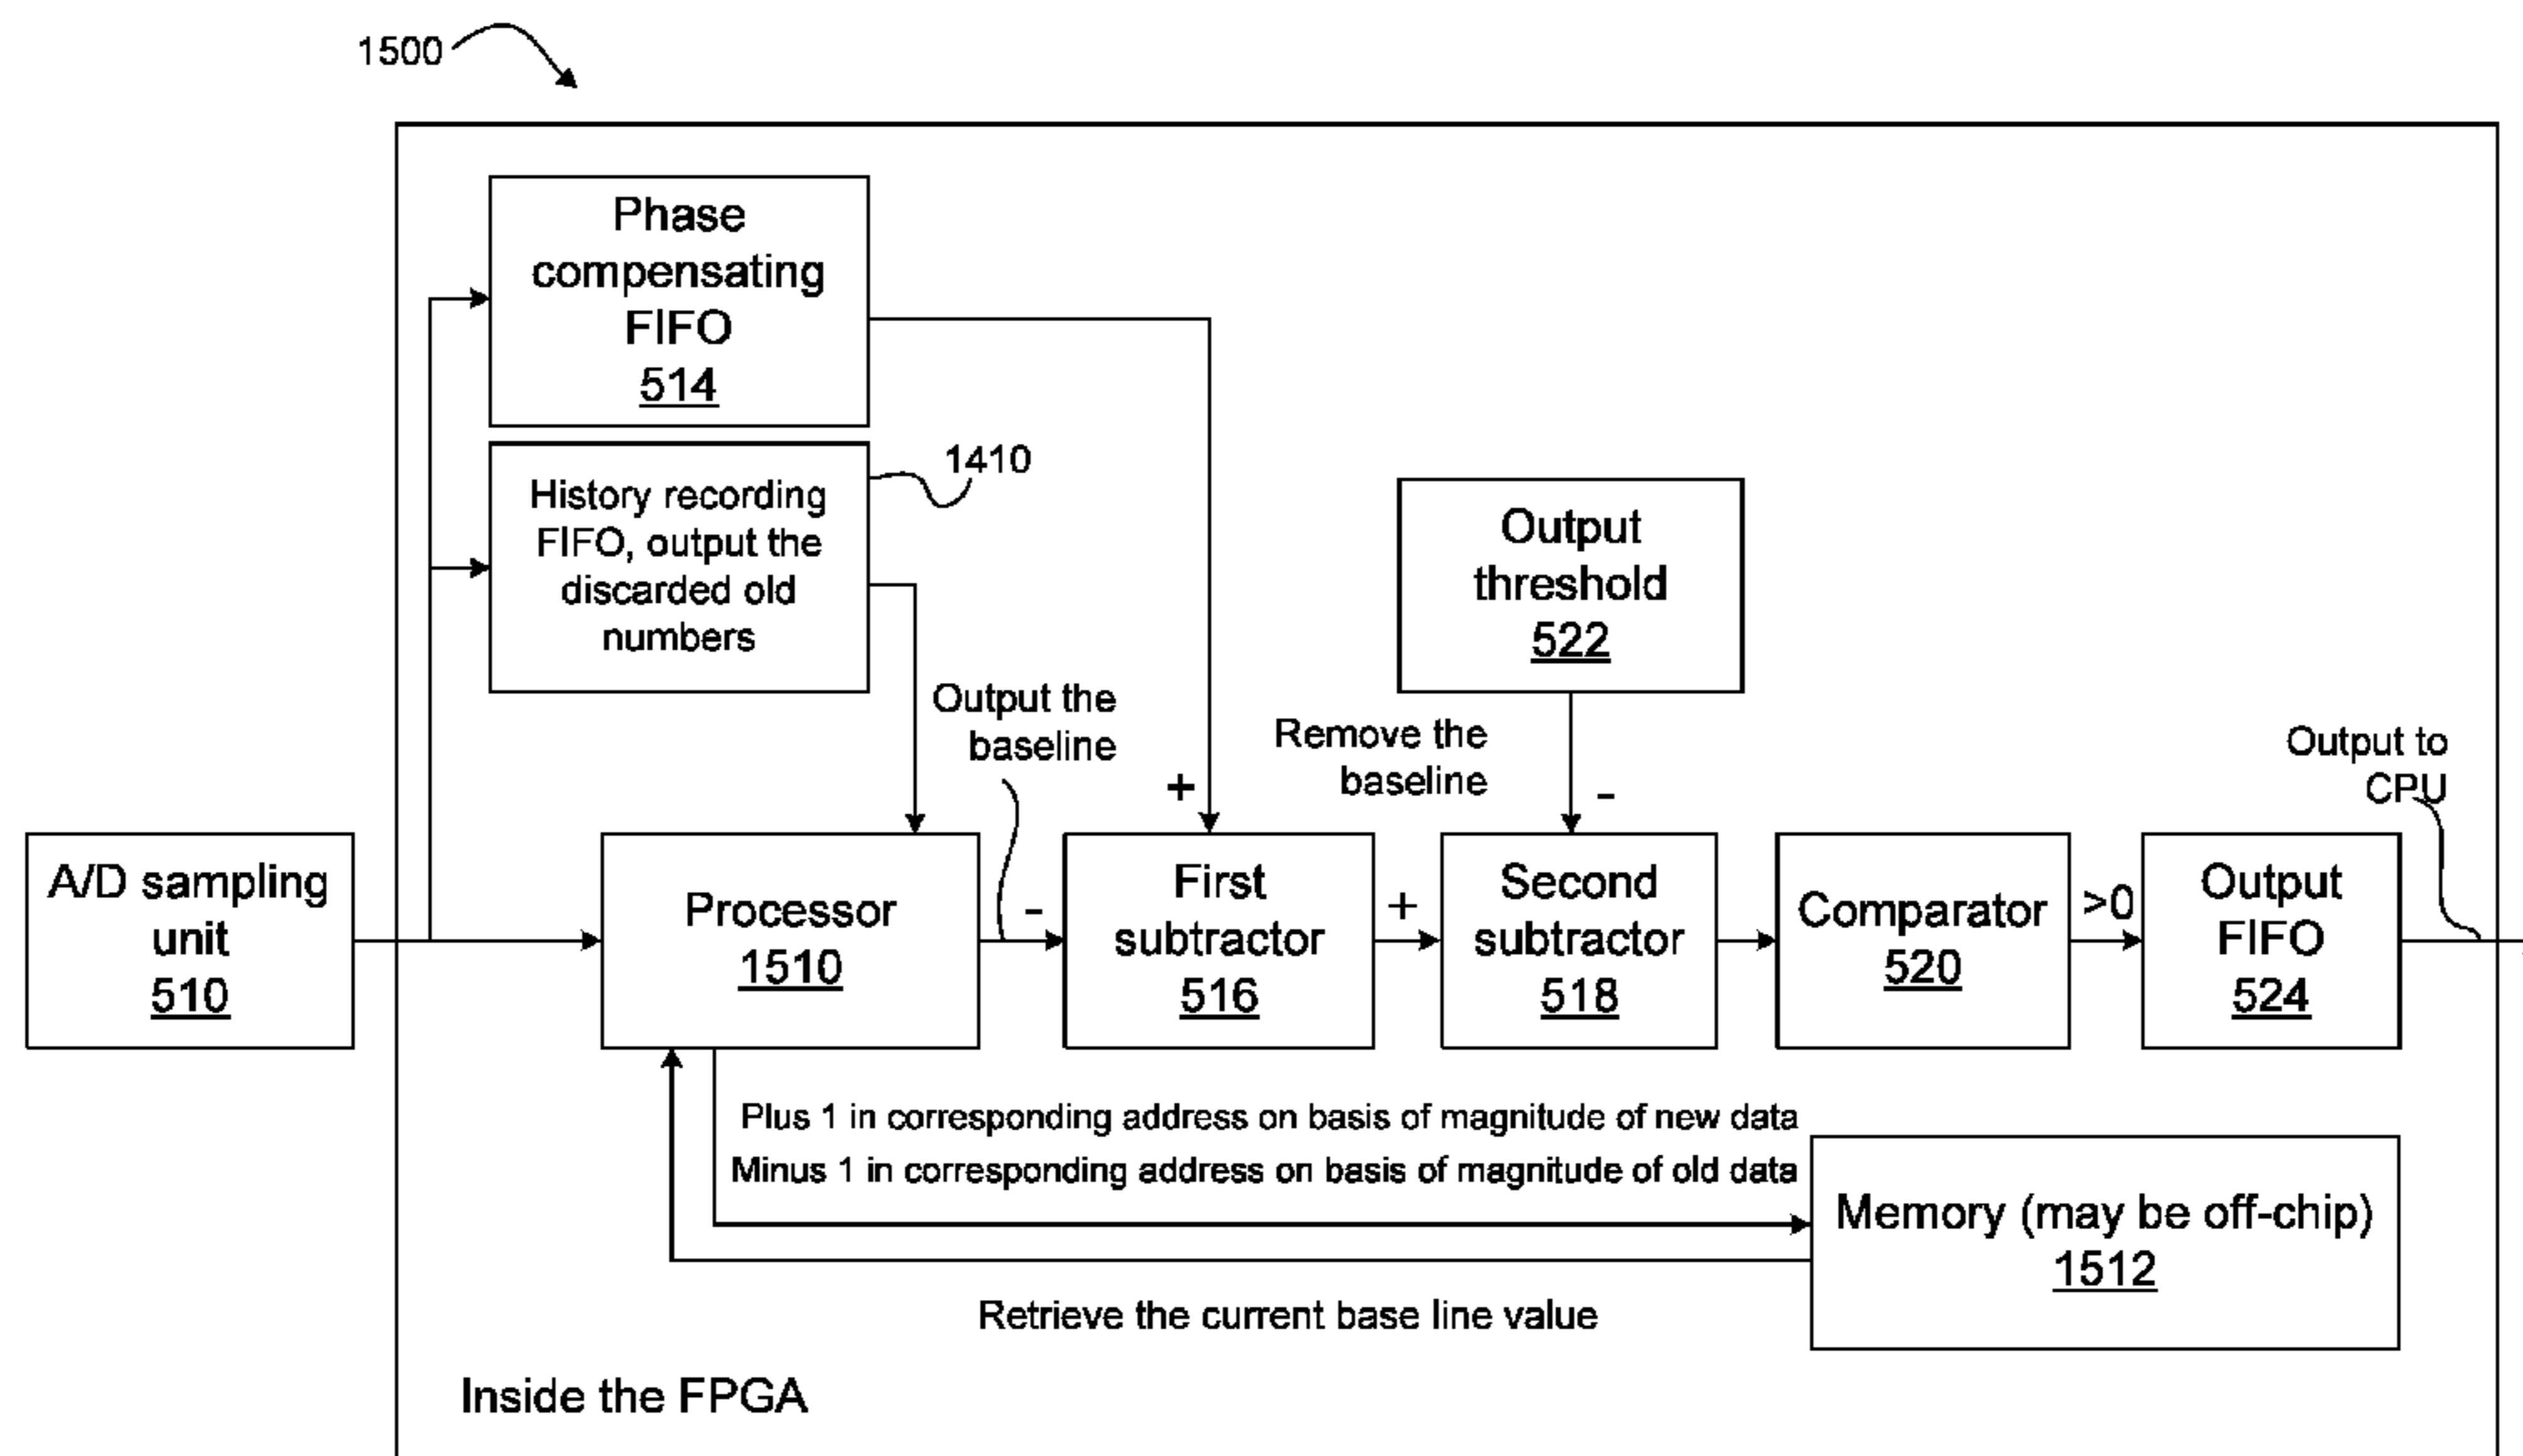 1500
Phase
compensating
FIFO
514
1410
History recording
FIFO, output the
discarded old
numbers
Output
threshold
522
Output the
baseline
Remove the
baseline
Output to
CPU
+
-
A/D sampling
unit
510
Processor
1510
-
First
subtractor
516
+
Second
subtractor
518
Comparator
520
>0
Output
FIFO
524
Plus 1 in corresponding address on basis of magnitude of new data
Minus 1 in corresponding address on basis of magnitude of old data
Memory (may be off-chip)
1512
Retrieve the current base line value
Inside the FPGA